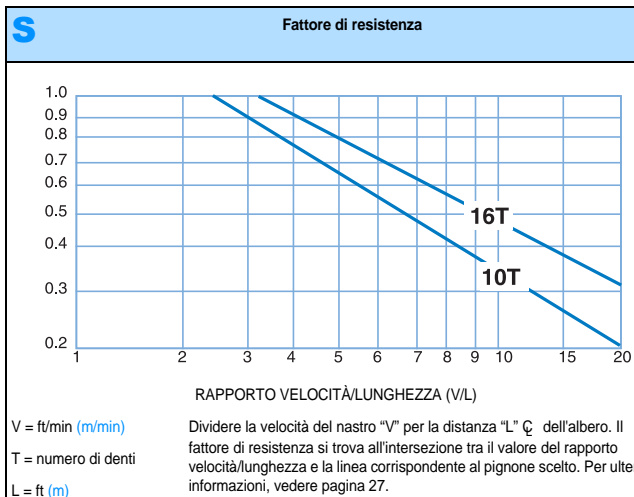 S
Fattore di resistenza
1.0
0.9
0.8
0.7
0.6
0.5
0.4
0.3
0.2
16T
10T
1 2 3 4 5 6 7 8 9 10 15 20
RAPPORTO VELOCITÀ/LUNGHEZZA (V/L)
V = ft/min (m/min)
T = numero di denti
L = ft (m)
Dividere la velocità del nastro “V” per la distanza “L” ℄ dell'albero. Il
fattore di resistenza si trova all'intersezione tra il valore del rapporto
velocità/lunghezza e la linea corrispondente al pignone scelto. Per ulte
informazioni, vedere pagina 27.